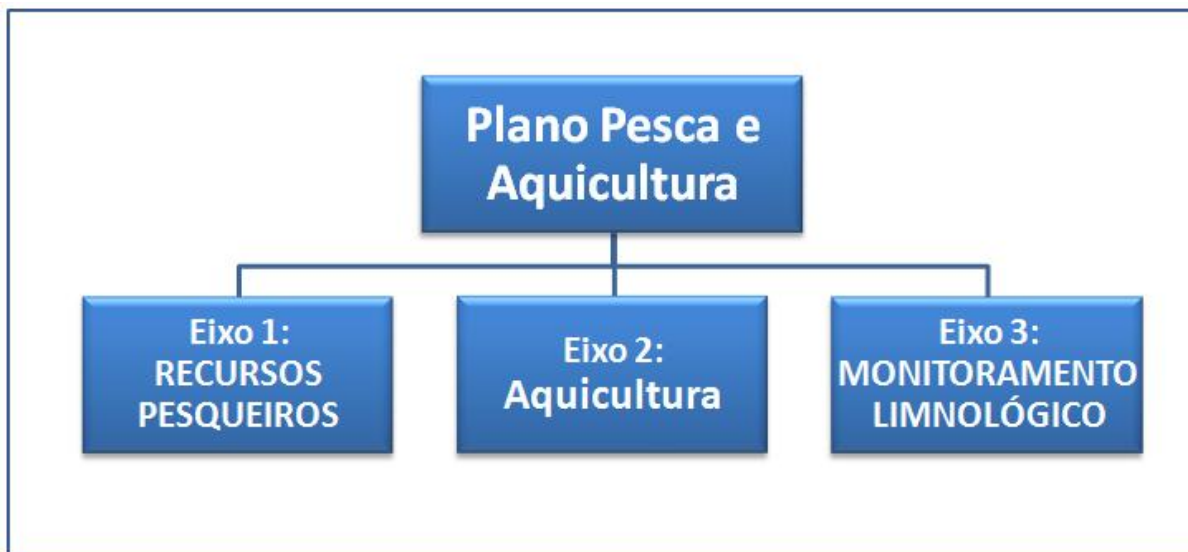 Plano Pesca e
Aquicultura
Eixo 1:
RECURSOS
PESQUEIROS
Eixo 2:
Aquicultura
Eixo 3:
MONITORAMENTO
LIMNOLÓGICO